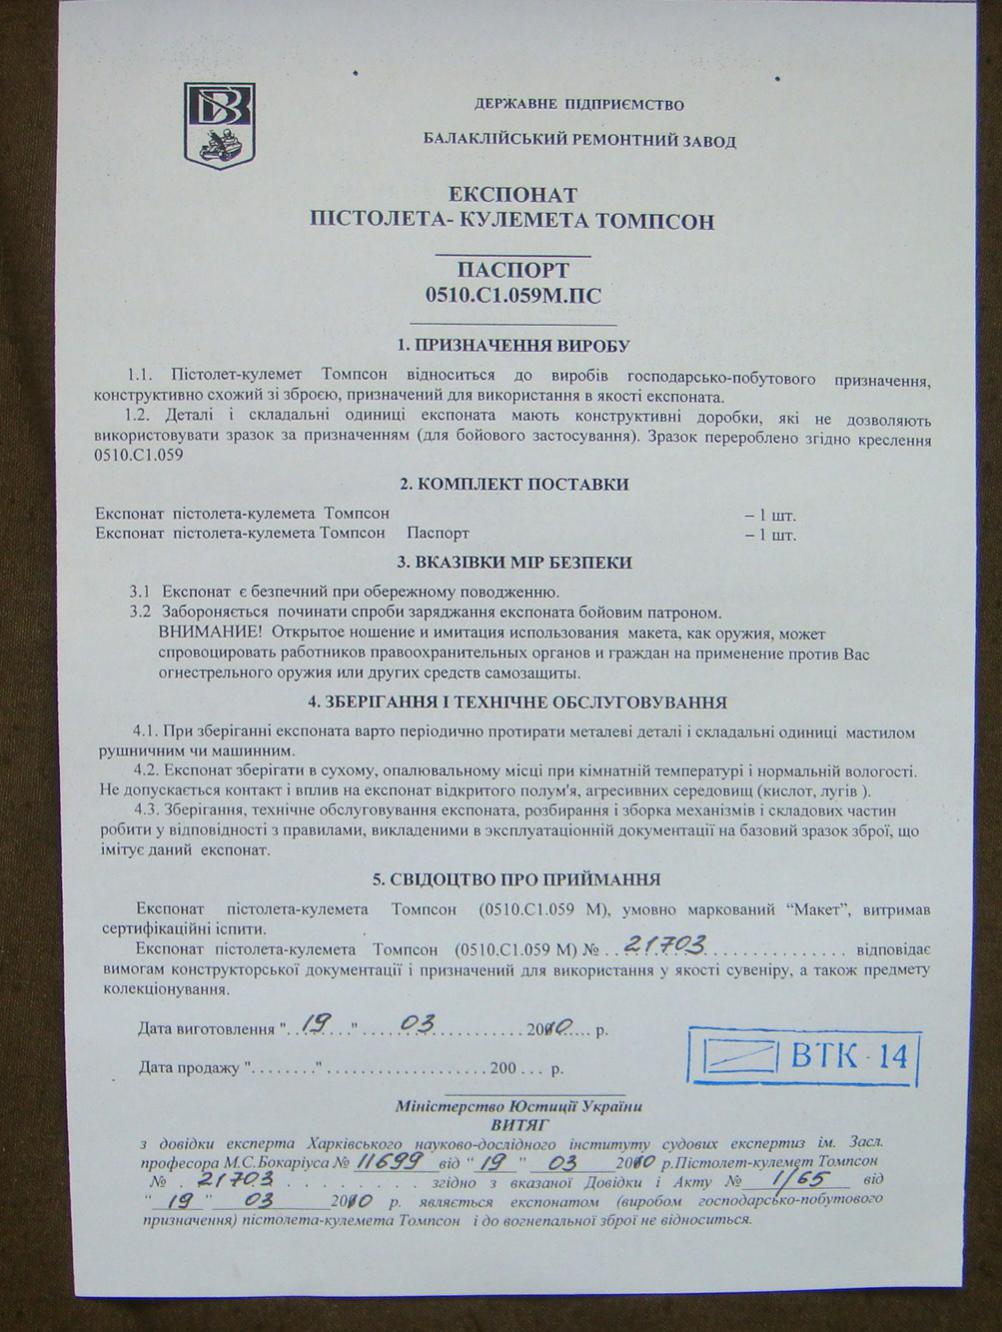 ДЕРЖАВНЕ ПІДПРИЄМСТВО
БАЛАКЛІЙСЬКИЙ РЕМОНТНИЙ ЗАВОД
ЕКСПОНАТ
ПІСТОЛЕТА- КУЛЕМЕТА ТОМПСОН
ПАСПОРТ
0510.С1.059М.ПС
1. ПРИЗНАЧЕННЯ ВИРОБУ
1.1. Пістолет-кулемет Томпсон відноситься до виробів господарсько-побутового призначення,
конструктивно схожий зі зброєю, призначений для використання в якості експоната.
1.2. Деталі і складальні одиниці експоната мають конструктивні доробки, які не дозволяють
використовувати зразок за призначенням (для бойового застосування). Зразок перероблено згідно креслення
0510.С1.059
2. КОМПЛЕКТ ПОСТАВКИ
Експонат пістолета-кулемета Томпсон – 1 шт.
Експонат пістолета-кулемета Томпсон Паспорт – 1 шт.
3. ВКАЗІВКИ МІР БЕЗПЕКИ
3.1 Експонат є безпечний при обережному поводженню.
3.2 Забороняється починати спроби заряджання експоната бойовим патроном.
ВНИМАНИЕ! Открытое ношение и имитация использования макета, как оружия, может
спровоцировать работников правоохранительных органов и граждан на применение против Вас
огнестрельного оружия или других средств самозащиты.
4. ЗБЕРІГАННЯ І ТЕХНІЧНЕ ОБСЛУГОВУВАННЯ
4.1. При зберіганні експоната варто періодично протирати металеві деталі і складальні одиниці мастилом
рушничним чи машинним.
4.2. Експонат зберігати в сухому, опалювальному місці при кімнатній температурі і нормальній вологості.
Не допускається контакт і вплив на експонат відкритого полум'я, агресивних середовищ (кислот, лугів ).
4.3. Зберігання, технічне обслуговування експоната, розбирання і зборка механізмів і складових частин
робити у відповідності з правилами, викладеними в эксплуатаціонній документації на базовий зразок зброї, що
імітує даний експонат.
5. СВІДОЦТВО ПРО ПРИЙМАННЯ
Експонат пістолета-кулемета Томпсон (0510.С1.059 М), умовно маркований “Макет”, витримав
сертифікаційні іспити.
Експонат пістолета-кулемета Томпсон (0510.С1.059 М) № . . 21703 . . . . . . . . . . . . . . . відповідає
вимогам конструкторської документації і призначений для використання у якості сувеніру, а також предмету
колекціонування.
Дата виготовлення ". . 19 . . ." . . . . 03 . . . . . . . . . . 2010.... р.
Дата продажу ". . . . . . . ." . . . . . . . . . . . . . . . . . . . 200 . . . р.
ВТК - 14
Міністерство Юстиції України
ВИТЯГ
з довідки експерта Харківського науково-дослідного інституту судових експертиз ім. Засл.
професора М.С.Бокаріуса № 11699 від " 19 " 03 2010 р.Пістолет-кулемет Томпсон
№ . 21703 . . . . . . . . згідно з вказаної Довідки і Акту № 1/65 від
" 19 " 03 2010 р. являється експонатом (виробом господарсько-побутового
призначення) пістолета-кулемета Томпсон і до вогнепальної зброї не відноситься.